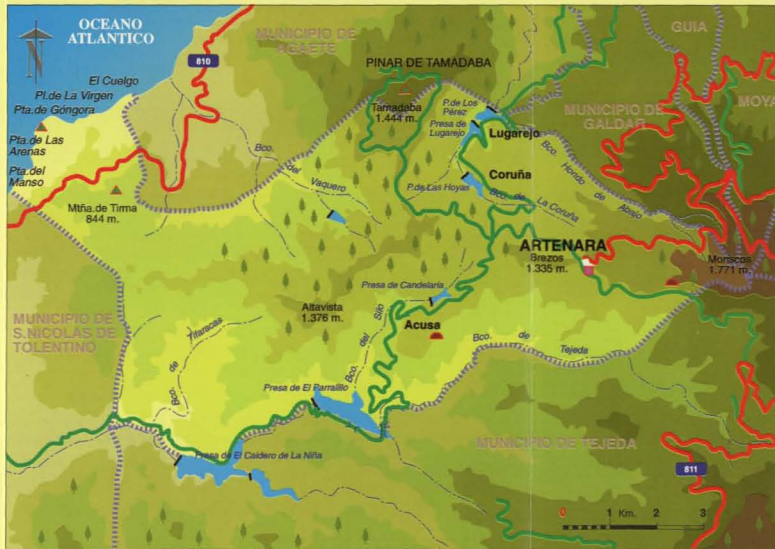 OCEANO
ATLANTICO
810
MUNICIPIO DE
AGAETE
GUIA
El Cuelgo
Pl.de La Virgen
Pta.de Góngora
Pta.de Las
Arenas
Pta.del
Manso
PINAR DE TAMADABA
Tamadaba
1.444 m.
P.de Los
Pérez
Presa de
Lugarejo
Lugarejo
MUNICIPIO DE
GALDAR
MOYA
Coruña
P.de Las Hoyas
Bco. de La Coruña
Bco. Hondo de Abajo
Bco. del Vaquero
Mtña.de Tirma
844 m.
ARTENARA
Brezos
1.335 m.
Moriscos
1.771 m.
Presa de Candelaria
Altavista
1.376 m.
Acusa
Bco. del Silo
Bco. de Tejeda
MUNICIPIO DE
S.NICOLAS DE
TOLENTINO
Bco. de Tifaracas
Presa de El Parralillo
Presa de El Caidero de La Niña
MUNICIPIO DE TEJEDA
811
0 1 Km. 2 3